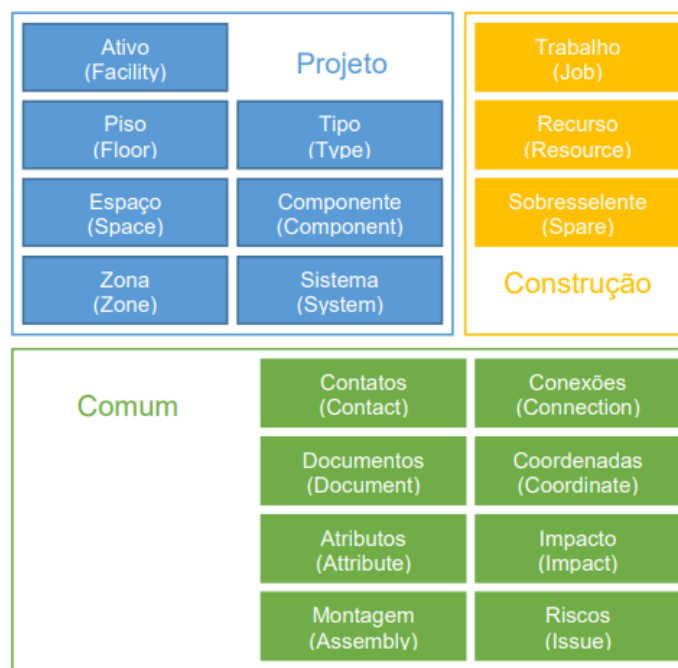 Ativo
(Facility)
Projeto
Piso
(Floor)
Tipo
(Type)
Espaço
(Space)
Componente
(Component)
Zona
(Zone)
Sistema
(System)
Trabalho
(Job)
Recurso
(Resource)
Sobresselente
(Spare)
Construção
Comum
Contatos
(Contact)
Conexões
(Connection)
Documentos
(Document)
Coordenadas
(Coordinate)
Atributos
(Attribute)
Impacto
(Impact)
Montagem
(Assembly)
Riscos
(Issue)